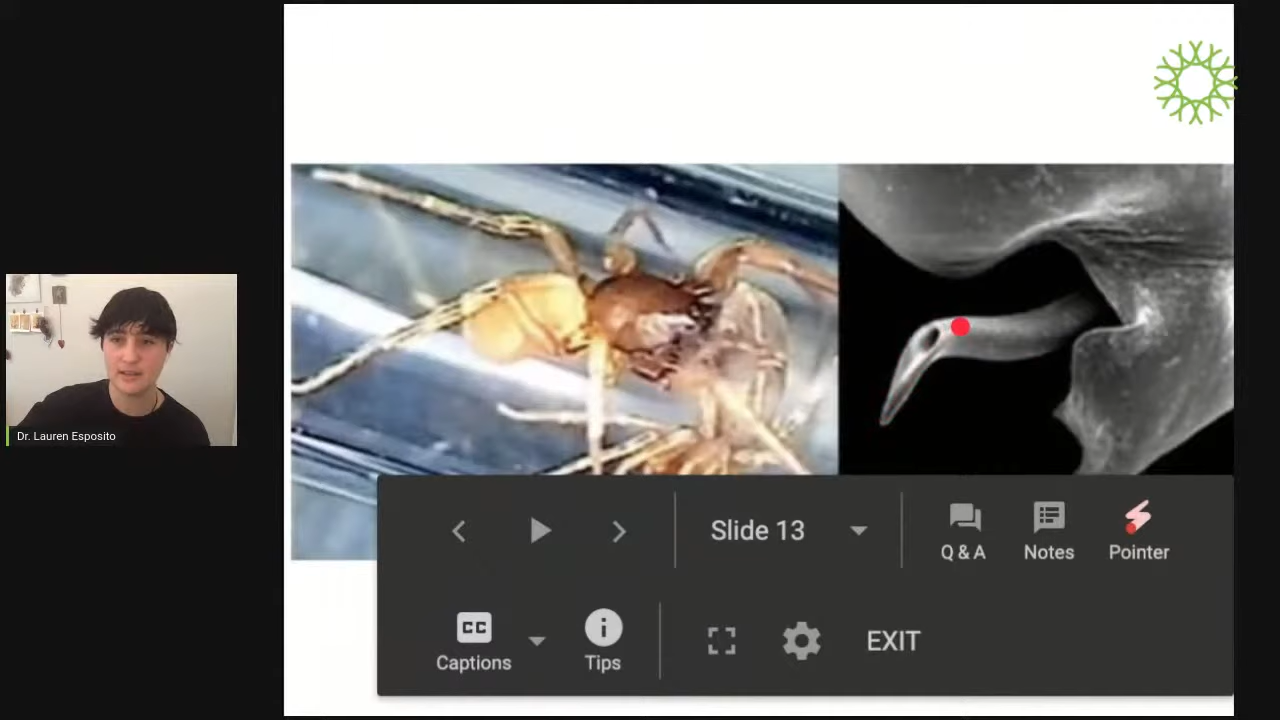 Dr. Lauren Esposito
Slide 13
Q & A
Notes
Pointer
CC
Captions
Tips
EXIT